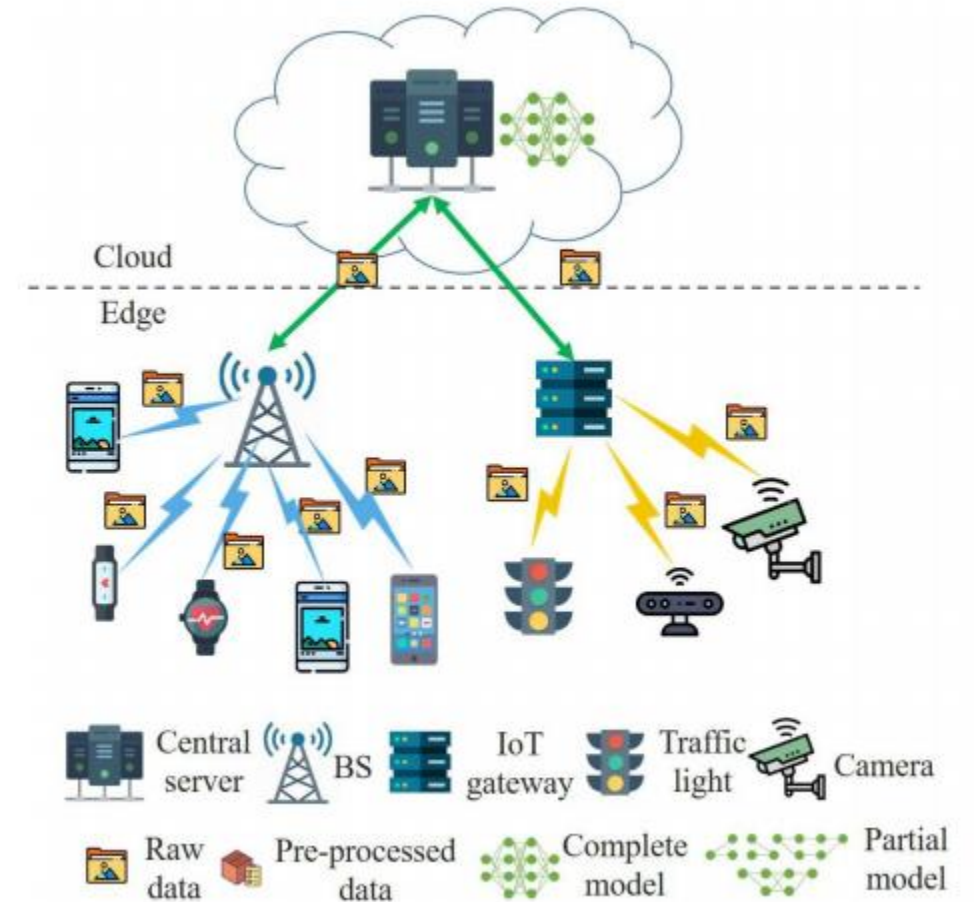 Cloud
Edge
Central
server
BS
IoT
gateway
Traffic
light
Camera
Raw
data
Pre-processed
data
Complete
model
Partial
model